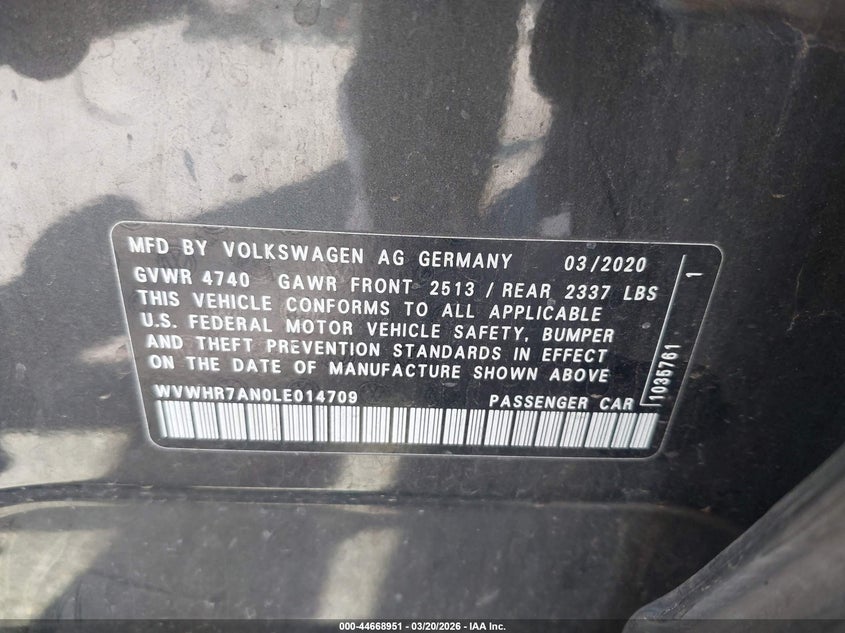 MFD BY VOLKSWAGEN AG GERMANY 03/2020
GVWR 4740 GAWR FRONT 2513 / REAR 2337 LBS
THIS VEHICLE CONFORMS TO ALL APPLICABLE
U.S. FEDERAL MOTOR VEHICLE SAFETY, BUMPER
AND THEFT PREVENTION STANDARDS IN EFFECT
ON THE DATE OF MANUFACTURE SHOWN ABOVE
WVWHR7AN0LE014709 PASSENGER CAR
1035761 1
000-44668951 - 03/20/2026 - IAA Inc.